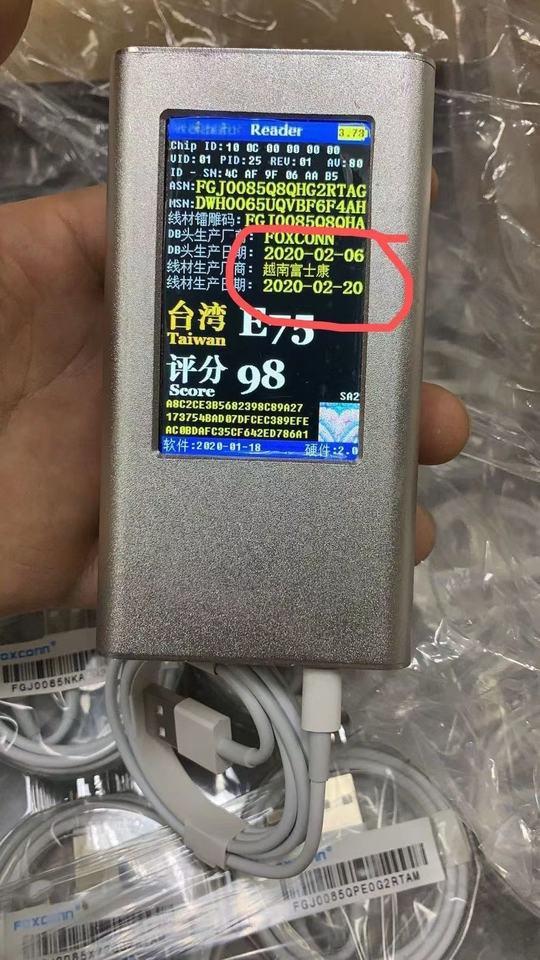 Reader
3.73
Chip ID:10 0C 00 00 00 00
VID:01 PID:25 REV:01 AV:80
ID - SN:4C AF 9F 06 AA B5
ASN:FGJ0085Q8QHG2RTAG
MSN:DWH0065UQVBF6F4AH
线材镭雕码:FGJ0085Q8QHA
DB头生产厂商:FOXCONN
DB头生产日期:2020-02-06
线材生产厂商:越南富士康
线材生产日期:2020-02-20
台湾 E75
Taiwan
评分 98
Score
SA2
A8C2CE3B5682398C89A27
173754BAD07DFCEC389EFE
AC0BDAFC35CF642ED786A1
软件:2020-01-18 硬件:2.0
FOXCONN
FGJ0085NKA
FOXCONN
FGJ0085QPE0G2RTAM